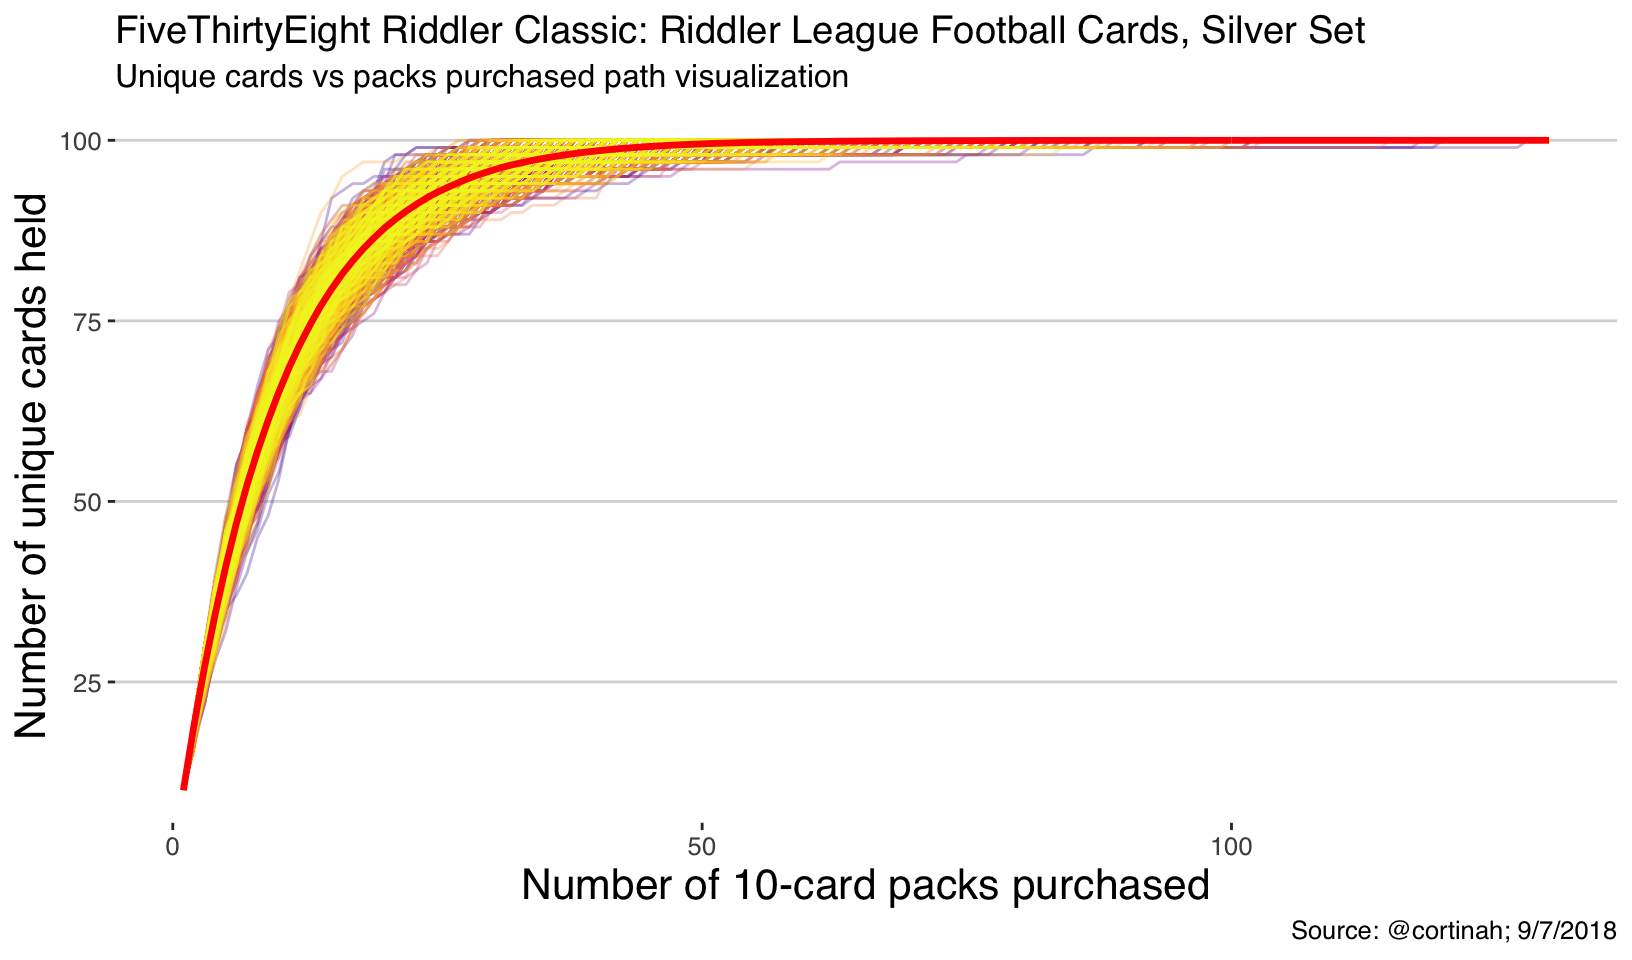 FiveThirtyEight Riddler Classic: Riddler League Football Cards, Silver Set
Unique cards vs packs purchased path visualization
Number of unique cards held
100
75
50
25
0
50
100
Number of 10-card packs purchased
Source: @cortinah; 9/7/2018